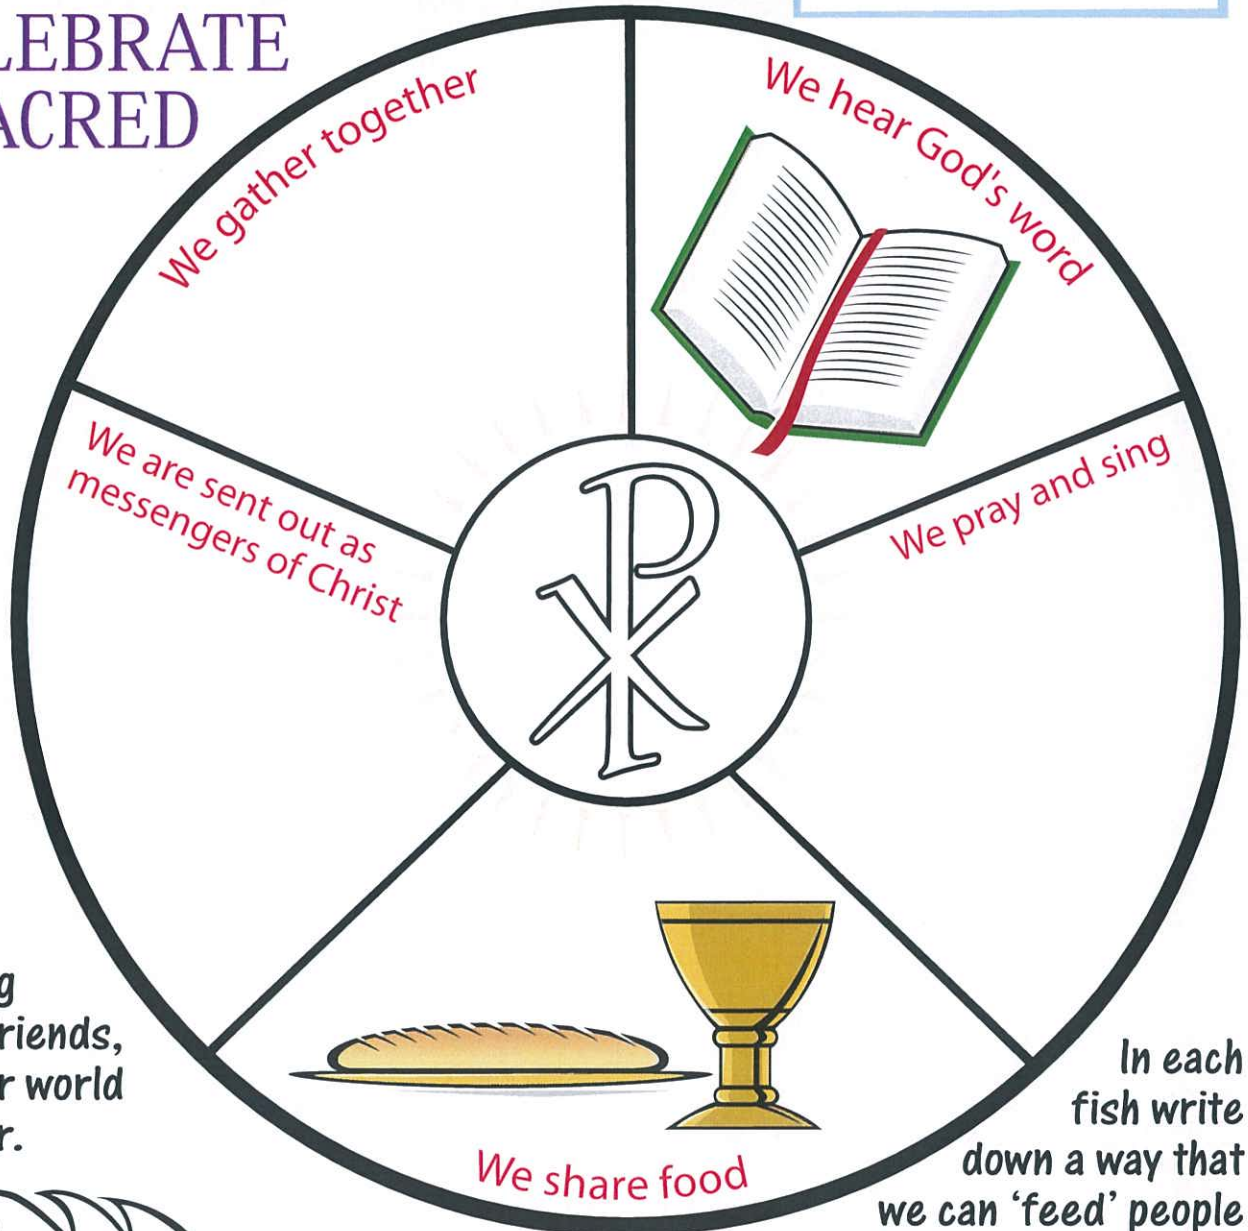 LEBRATE
ACRED
We gather together
We hear God's word
We are sent out as
messengers of Christ
We pray and sing
We share food
g
riends,
r world
r.
In each
fish write
down a way that
we can ‘feed’ people